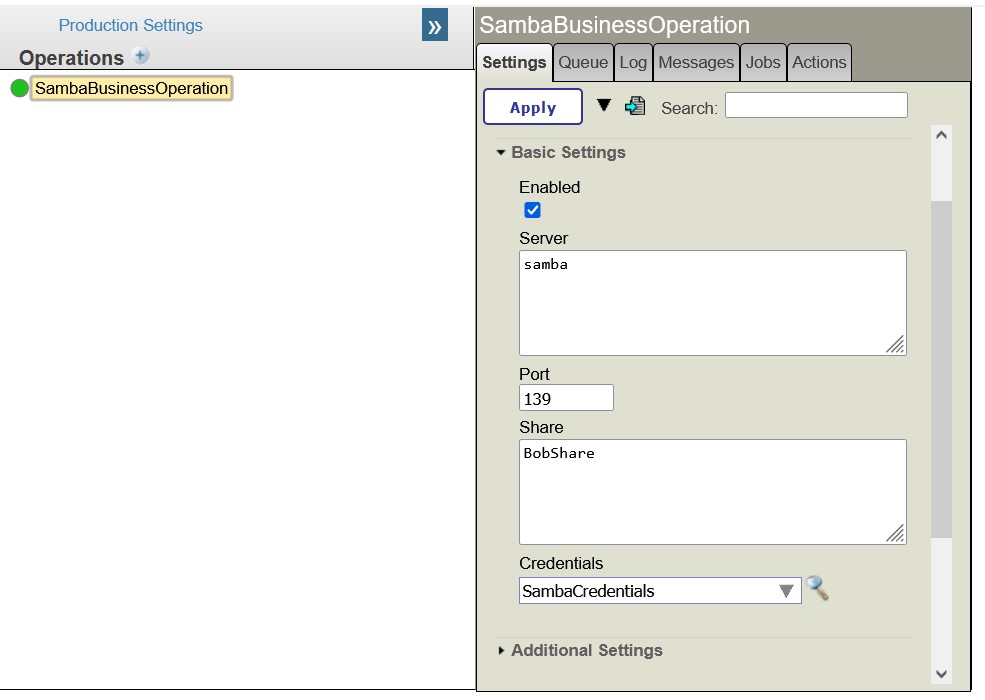 Production Settings
»
Operations
SambaBusinessOperation
SambaBusinessOperation
Settings Queue Log Messages Jobs Actions
Apply Search:
Basic Settings
Enabled
Server
samba
Port
139
Share
BobShare
Credentials
SambaCredentials
Additional Settings